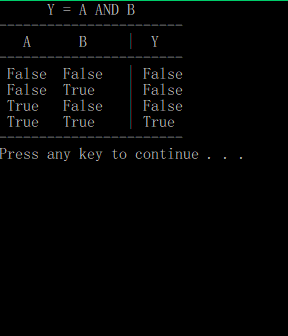 Y = A AND B
-----------------------
A B | Y
-----------------------
False False | False
False True | False
True False | False
True True | True
-----------------------
Press any key to continue . . .